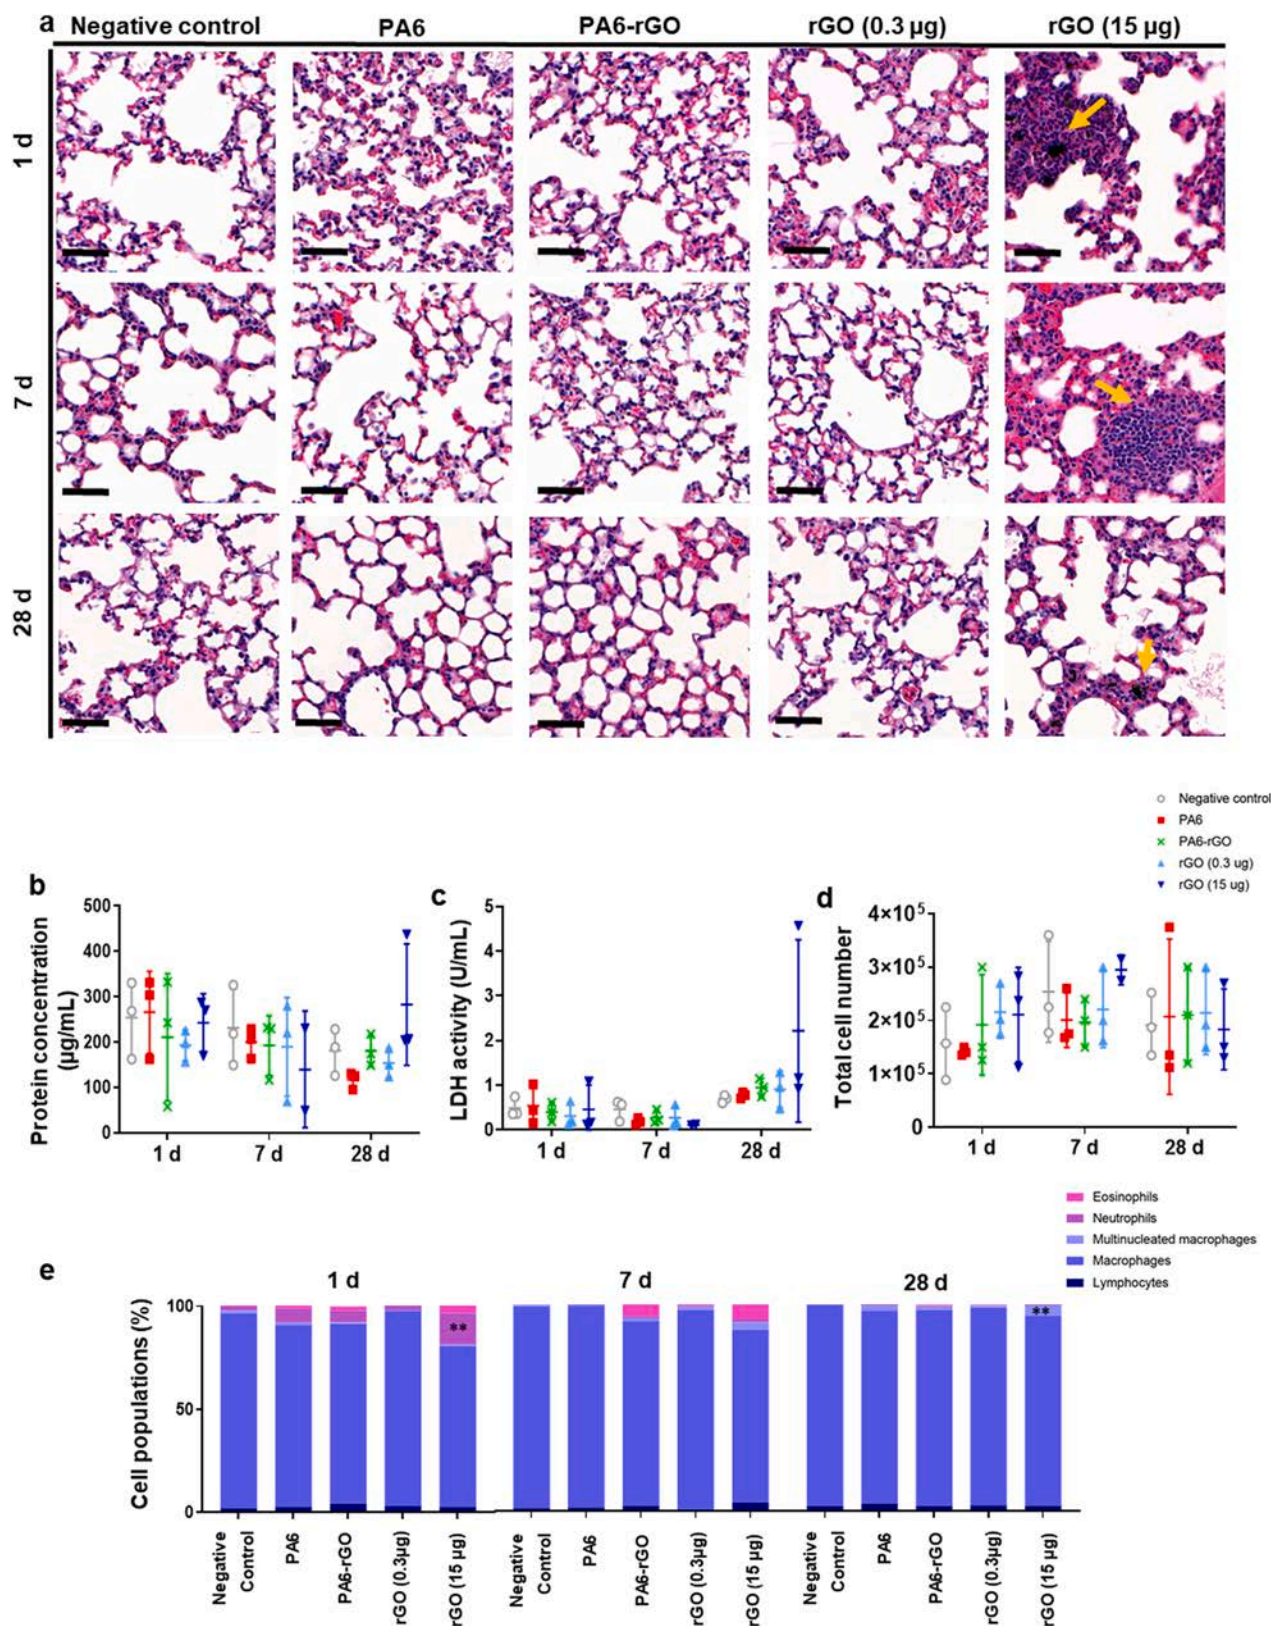 a
Negative control PA6 PA6-rGO rGO (0.3 µg) rGO (15 µg)
1 d
7 d
28 d
Negative control
PA6
PA6-rGO
rGO (0.3 ug)
rGO (15 ug)
b
Protein concentration
(µg/mL)
500
400
300
200
100
0
1 d 7 d 28 d
c
LDH activity (U/mL)
5
4
3
2
1
0
1 d 7 d 28 d
d
Total cell number
4×10⁵
3×10⁵
2×10⁵
1×10⁵
0
1 d 7 d 28 d
Eosinophils
Neutrophils
Multinucleated macrophages
Macrophages
Lymphocytes
e
1 d 7 d 28 d
Cell populations (%)
100
50
0
**
**
Negative
Control
PA6
PA6-rGO
rGO (0.3µg)
rGO (15 µg)
Negative
Control
PA6
PA6-rGO
rGO (0.3µg)
rGO (15 µg)
Negative
Control
PA6
PA6-rGO
rGO (0.3µg)
rGO (15 µg)